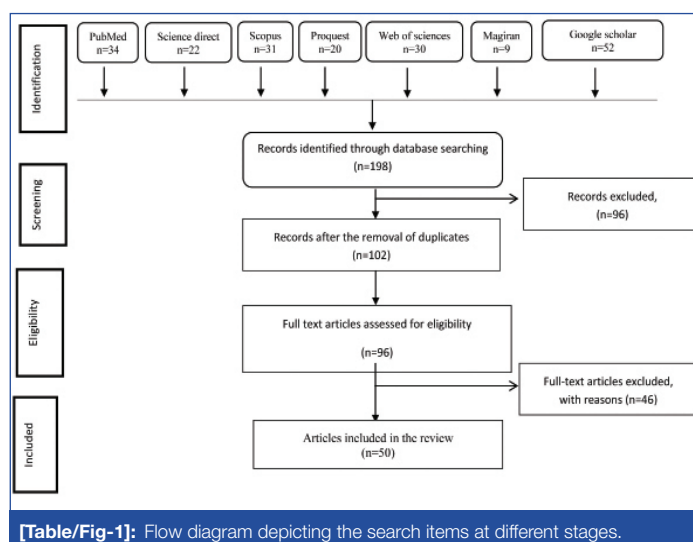 Identification
PubMed
n=34
Science direct
n=22
Scopus
n=31
Proquest
n=20
Web of sciences
n=30
Magiran
n=9
Google scholar
n=52
Records identified through database searching
(n=198)
Screening
Records excluded,
(n=96)
Records after the removal of duplicates
(n=102)
Eligibility
Full text articles assessed for eligibility
(n=96)
Full-text articles excluded,
with reasons (n=46)
Included
Articles included in the review
(n=50)
[Table/Fig-1]: Flow diagram depicting the search items at different stages.